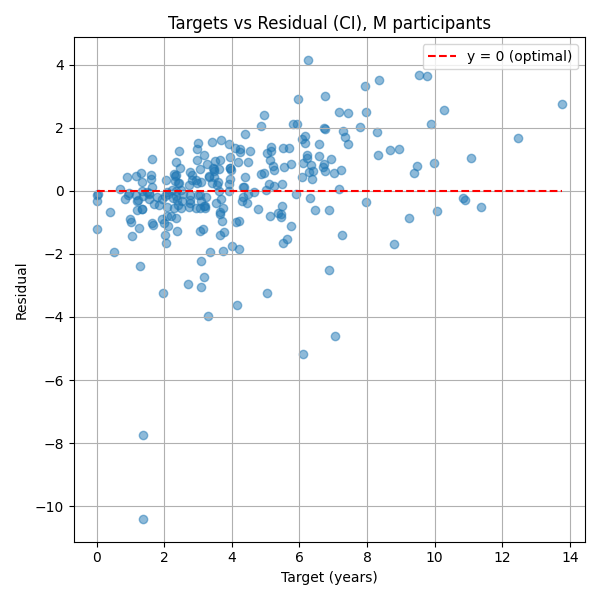 Targets vs Residual (CI), M participants
y = 0 (optimal)
4
2
0
−2
−4
−6
−8
−10
Residual
0 2 4 6 8 10 12 14
Target (years)